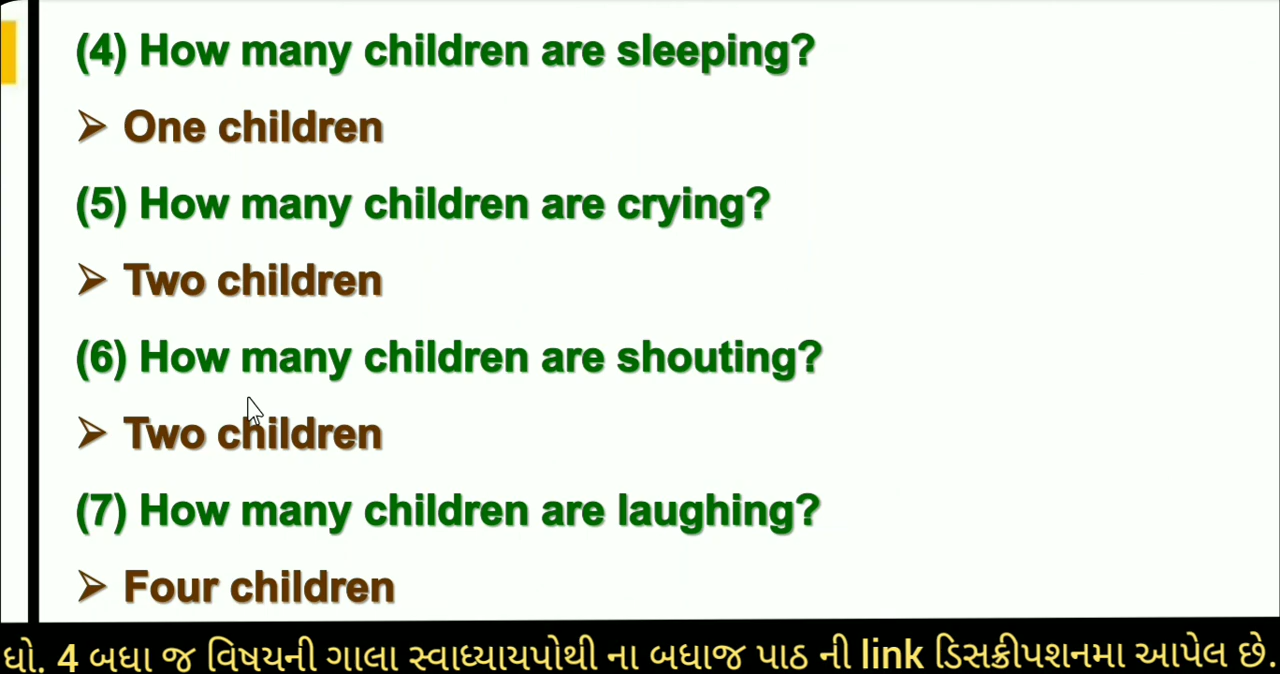 (4) How many children are sleeping?
➢ One children
(5) How many children are crying?
➢ Two children
(6) How many children are shouting?
➢ Two children
(7) How many children are laughing?
➢ Four children
ધો. 4 બધા જ વિષયની ગાલા સ્વાધ્યાયપોથી ના બધાજ પાઠ ની link ડિસક્રીપશનમા આપેલ છે.